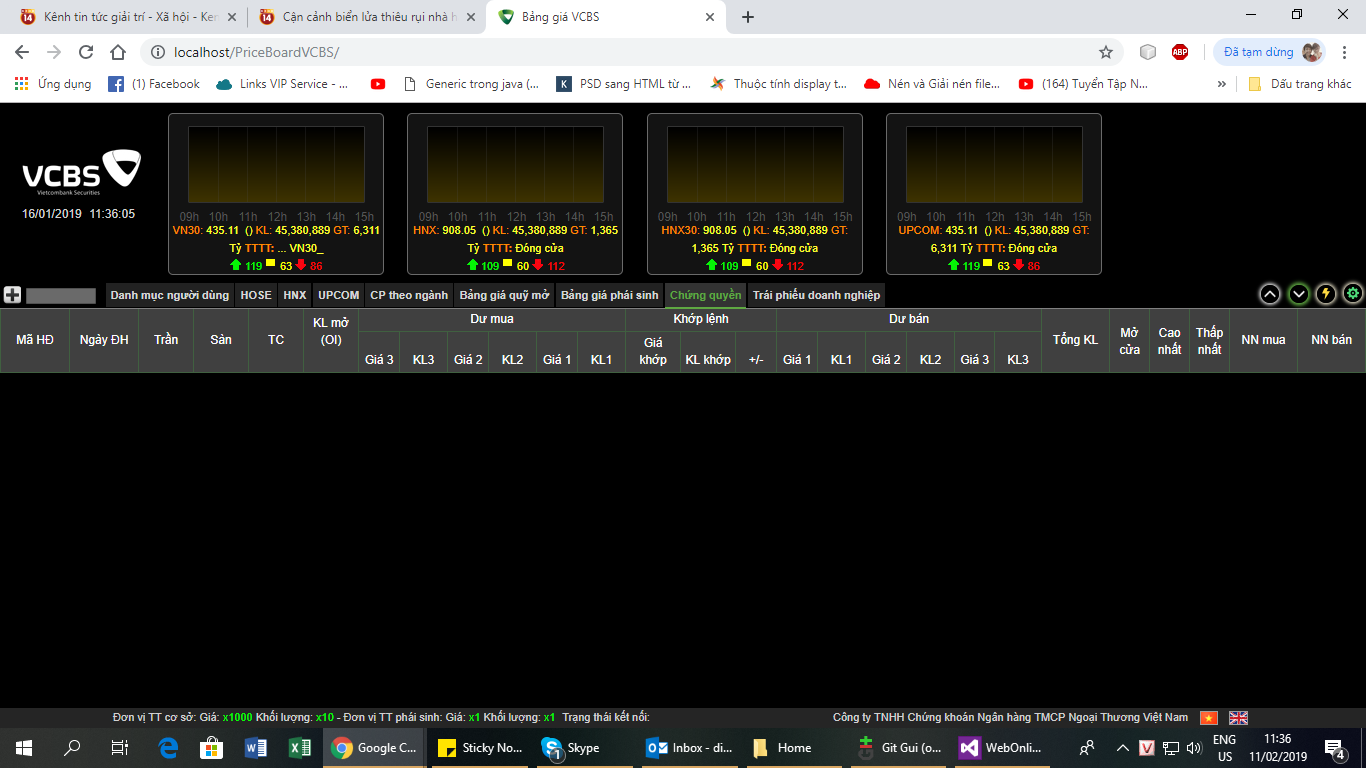 Kênh tin tức giải trí - Xã hội - Ken
Cận cảnh biển lửa thiêu rụi nhà h
Bảng giá VCBS
localhost/PriceBoardVCBS/
ABP
Đã tạm dừng
Ứng dụng
(1) Facebook
Links VIP Service - ...
Generic trong java (...
PSD sang HTML từ ...
Thuộc tính display t...
Nén và Giải nén file...
(164) Tuyển Tập N...
»
Dấu trang khác
VCBS
Vietcombank Securities
16/01/2019 11:36:05
09h 10h 11h 12h 13h 14h 15h
VN30: 435.11 () KL: 45,380,889 GT: 6,311
Tỷ TTTT: ... VN30_
119 63 86
09h 10h 11h 12h 13h 14h 15h
HNX: 908.05 () KL: 45,380,889 GT: 1,365
Tỷ TTTT: Đóng cửa
109 60 112
09h 10h 11h 12h 13h 14h 15h
HNX30: 908.05 () KL: 45,380,889 GT:
1,365 Tỷ TTTT: Đóng cửa
109 60 112
09h 10h 11h 12h 13h 14h 15h
UPCOM: 435.11 () KL: 45,380,889 GT:
6,311 Tỷ TTTT: Đóng cửa
119 63 86
Danh mục người dùng HOSE HNX UPCOM CP theo ngành Bảng giá quỹ mở Bảng giá phái sinh Chứng quyền Trái phiếu doanh nghiệp
Mã HĐ Ngày ĐH Trần Sàn TC KL mở (OI) Dư mua Khớp lệnh Dư bán Tổng KL Mở cửa Cao nhất Thấp nhất NN mua NN bán
Giá 3 KL3 Giá 2 KL2 Giá 1 KL1 Giá khớp KL khớp +/- Giá 1 KL1 Giá 2 KL2 Giá 3 KL3
Đơn vị TT cơ sở: Giá: x1000 Khối lượng: x10 - Đơn vị TT phái sinh: Giá: x1 Khối lượng: x1 Trạng thái kết nối:
Công ty TNHH Chứng khoán Ngân hàng TMCP Ngoại Thương Việt Nam
Google C...
Sticky No...
Skype
1
Inbox - di...
Home
Git Gui (o...
WebOnli...
ENG
US
11:36
11/02/2019
4